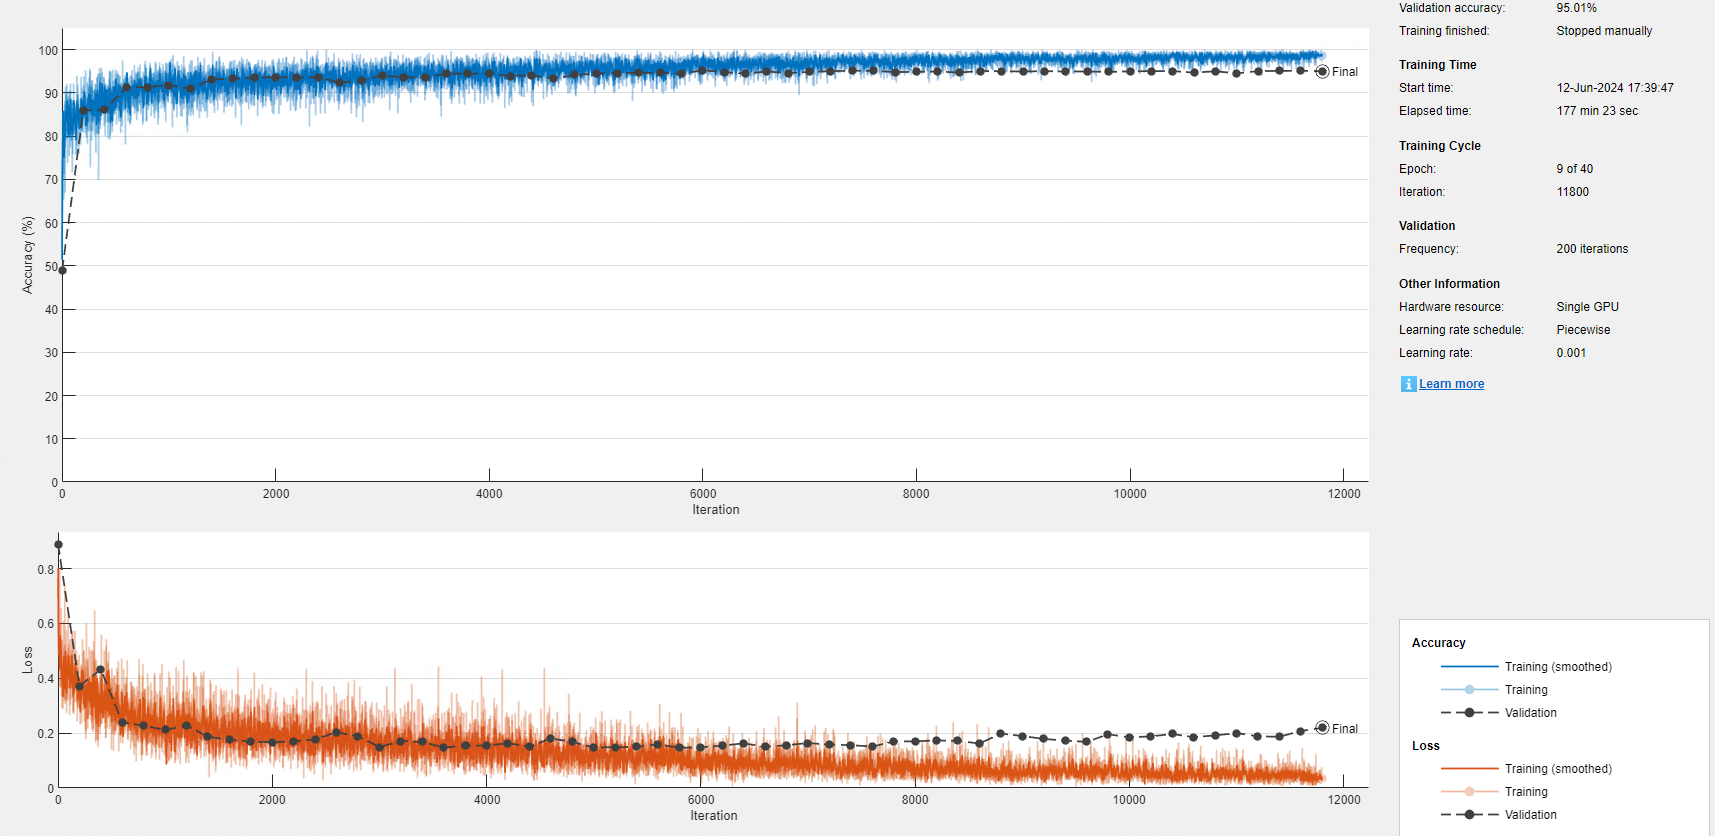 Validation accuracy: 95.01%
Training finished: Stopped manually
Training Time
Start time: 12-Jun-2024 17:39:47
Elapsed time: 177 min 23 sec
Training Cycle
Epoch: 9 of 40
Iteration: 11800
Validation
Frequency: 200 iterations
Other Information
Hardware resource: Single GPU
Learning rate schedule: Piecewise
Learning rate: 0.001
i Learn more
Accuracy (%)
100
90
80
70
60
50
40
30
20
10
0
Final
0 2000 4000 6000 8000 10000 12000
Iteration
Loss
0.8
0.6
0.4
0.2
0
Final
0 2000 4000 6000 8000 10000 12000
Iteration
Accuracy
Training (smoothed)
Training
Validation
Loss
Training (smoothed)
Training
Validation